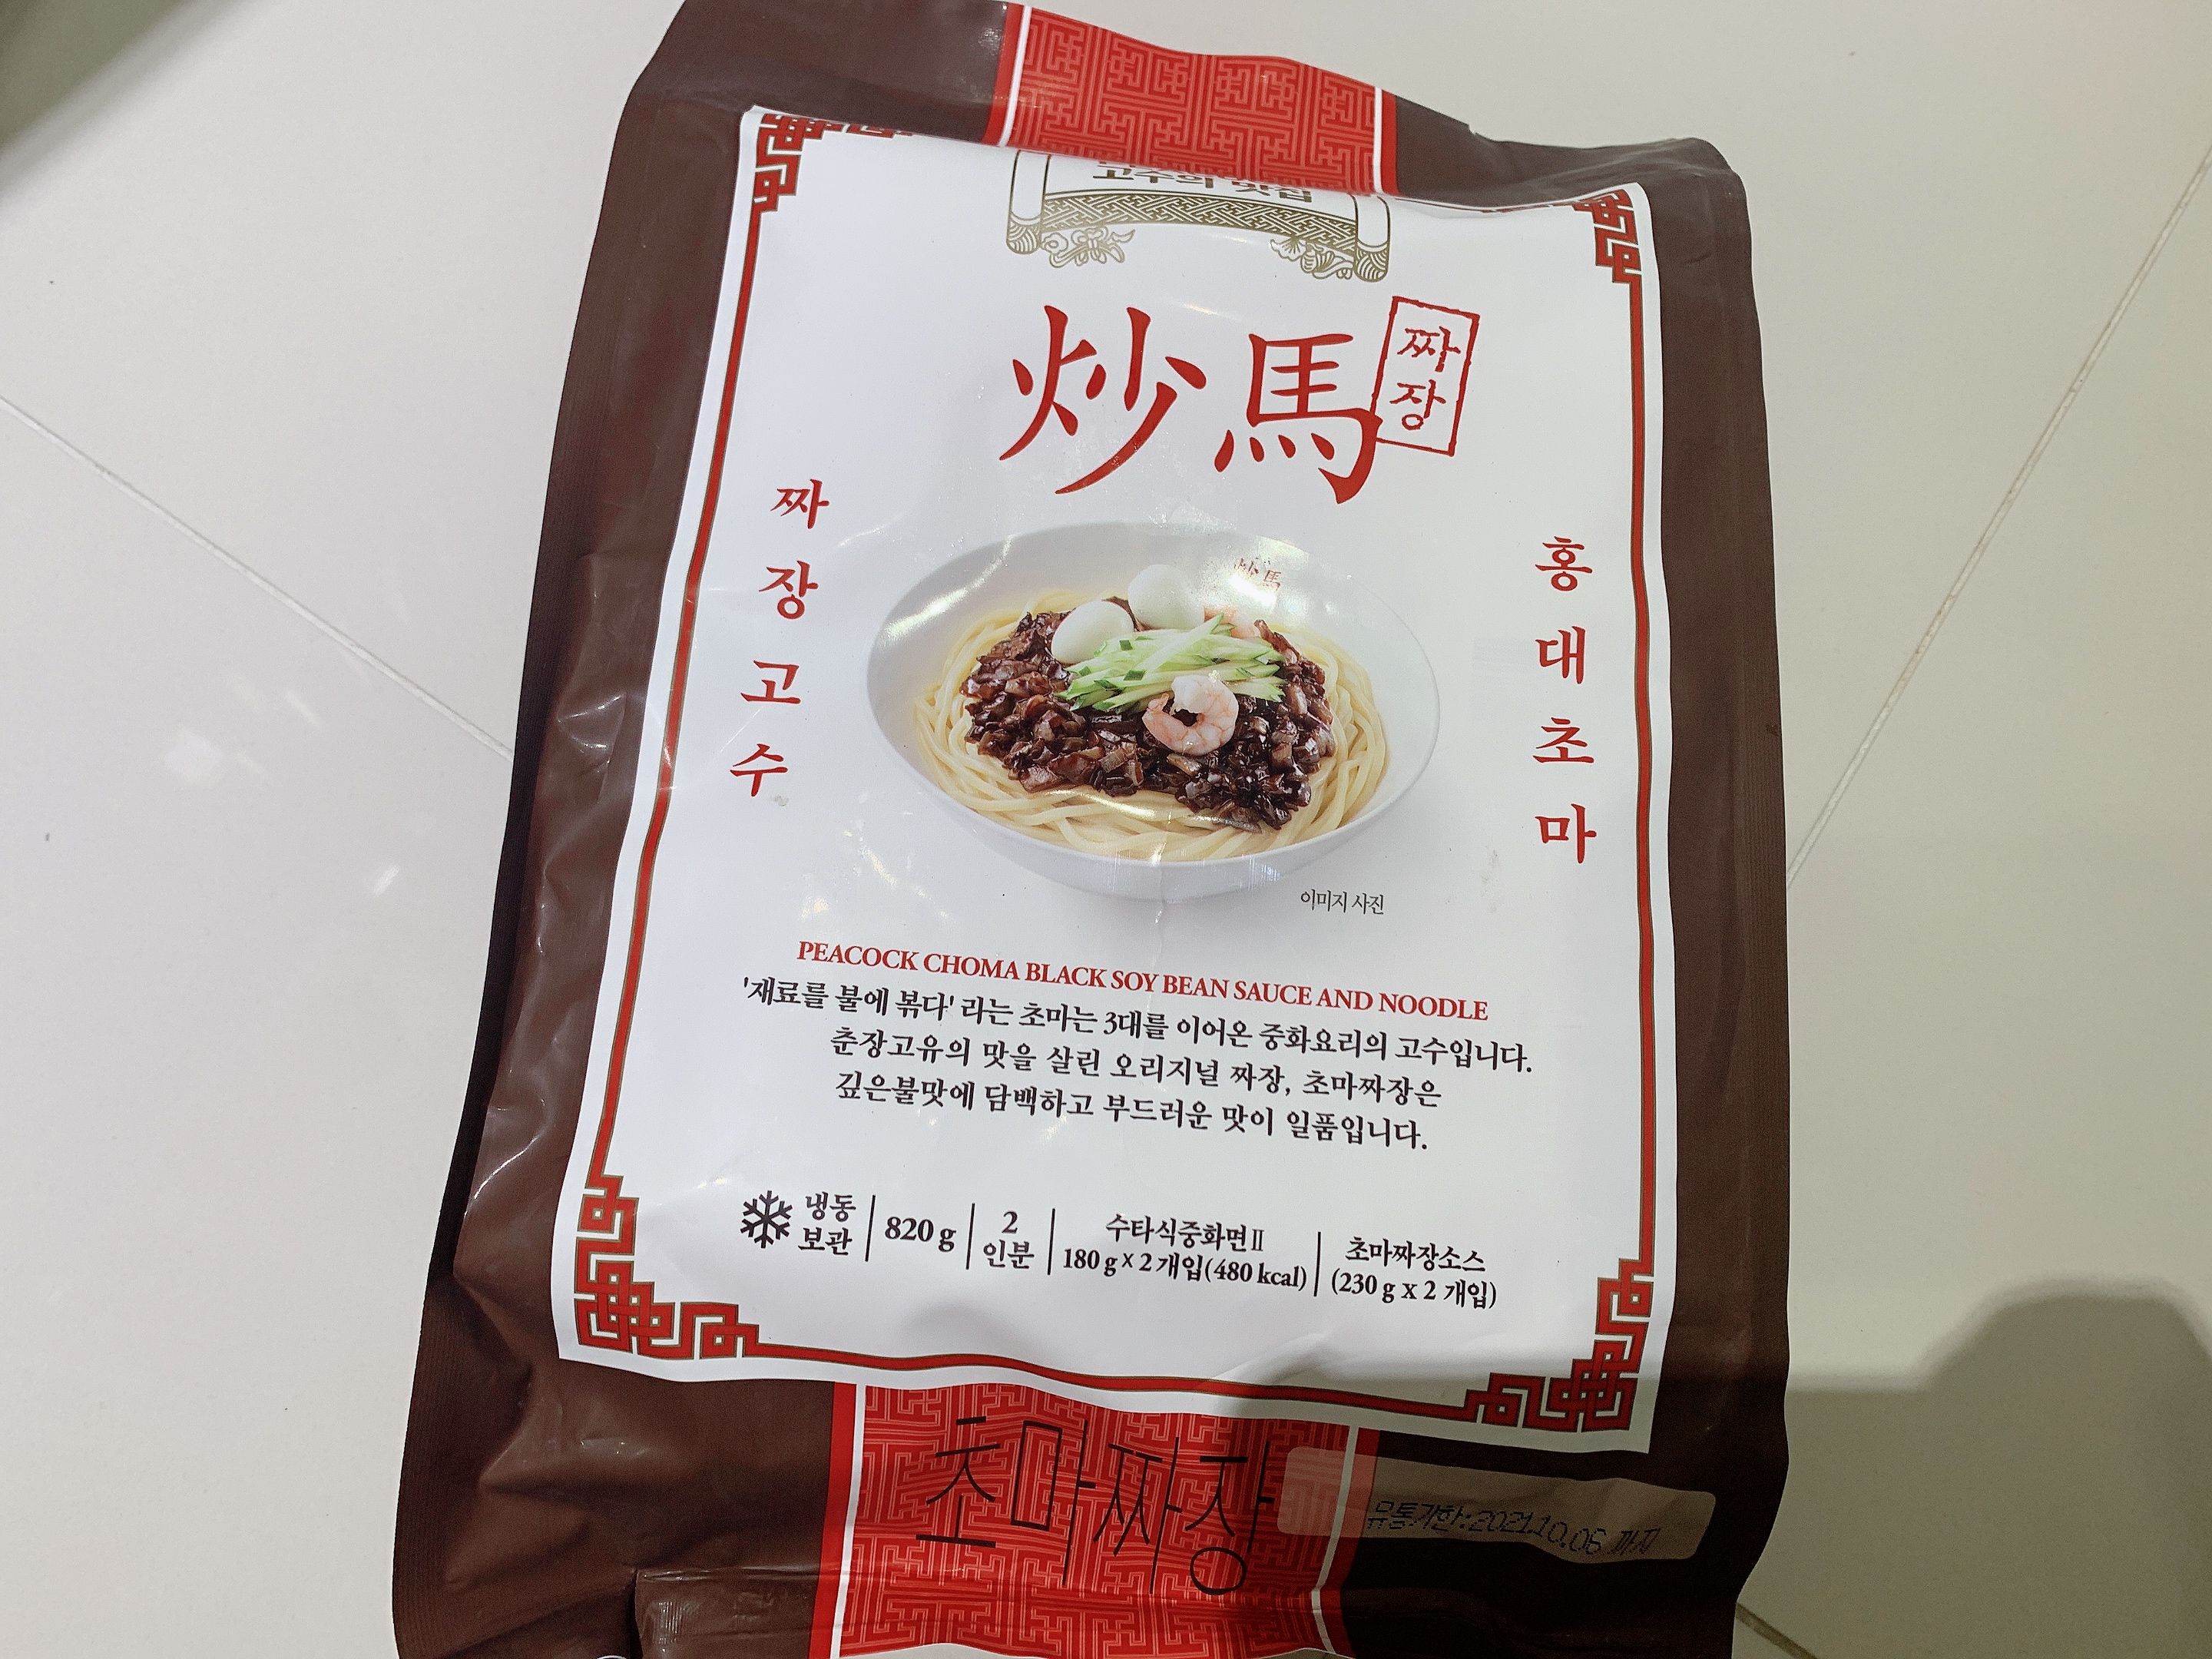 고수의 맛집
炒馬
짜장
짜장고수
홍대초마
炒馬
이미지 사진
PEACOCK CHOMA BLACK SOY BEAN SAUCE AND NOODLE
'재료를 불에 볶다' 라는 초마는 3대를 이어온 중화요리의 고수입니다.
춘장고유의 맛을 살린 오리지널 짜장, 초마짜장은
깊은불맛에 담백하고 부드러운 맛이 일품입니다.
냉동
보관
820 g
2
인분
수타식중화면Ⅱ
180 g x 2 개입(480 kcal)
초마짜장소스
(230 g x 2 개입)
초마짜장
유통기한:2021.10.06 까지